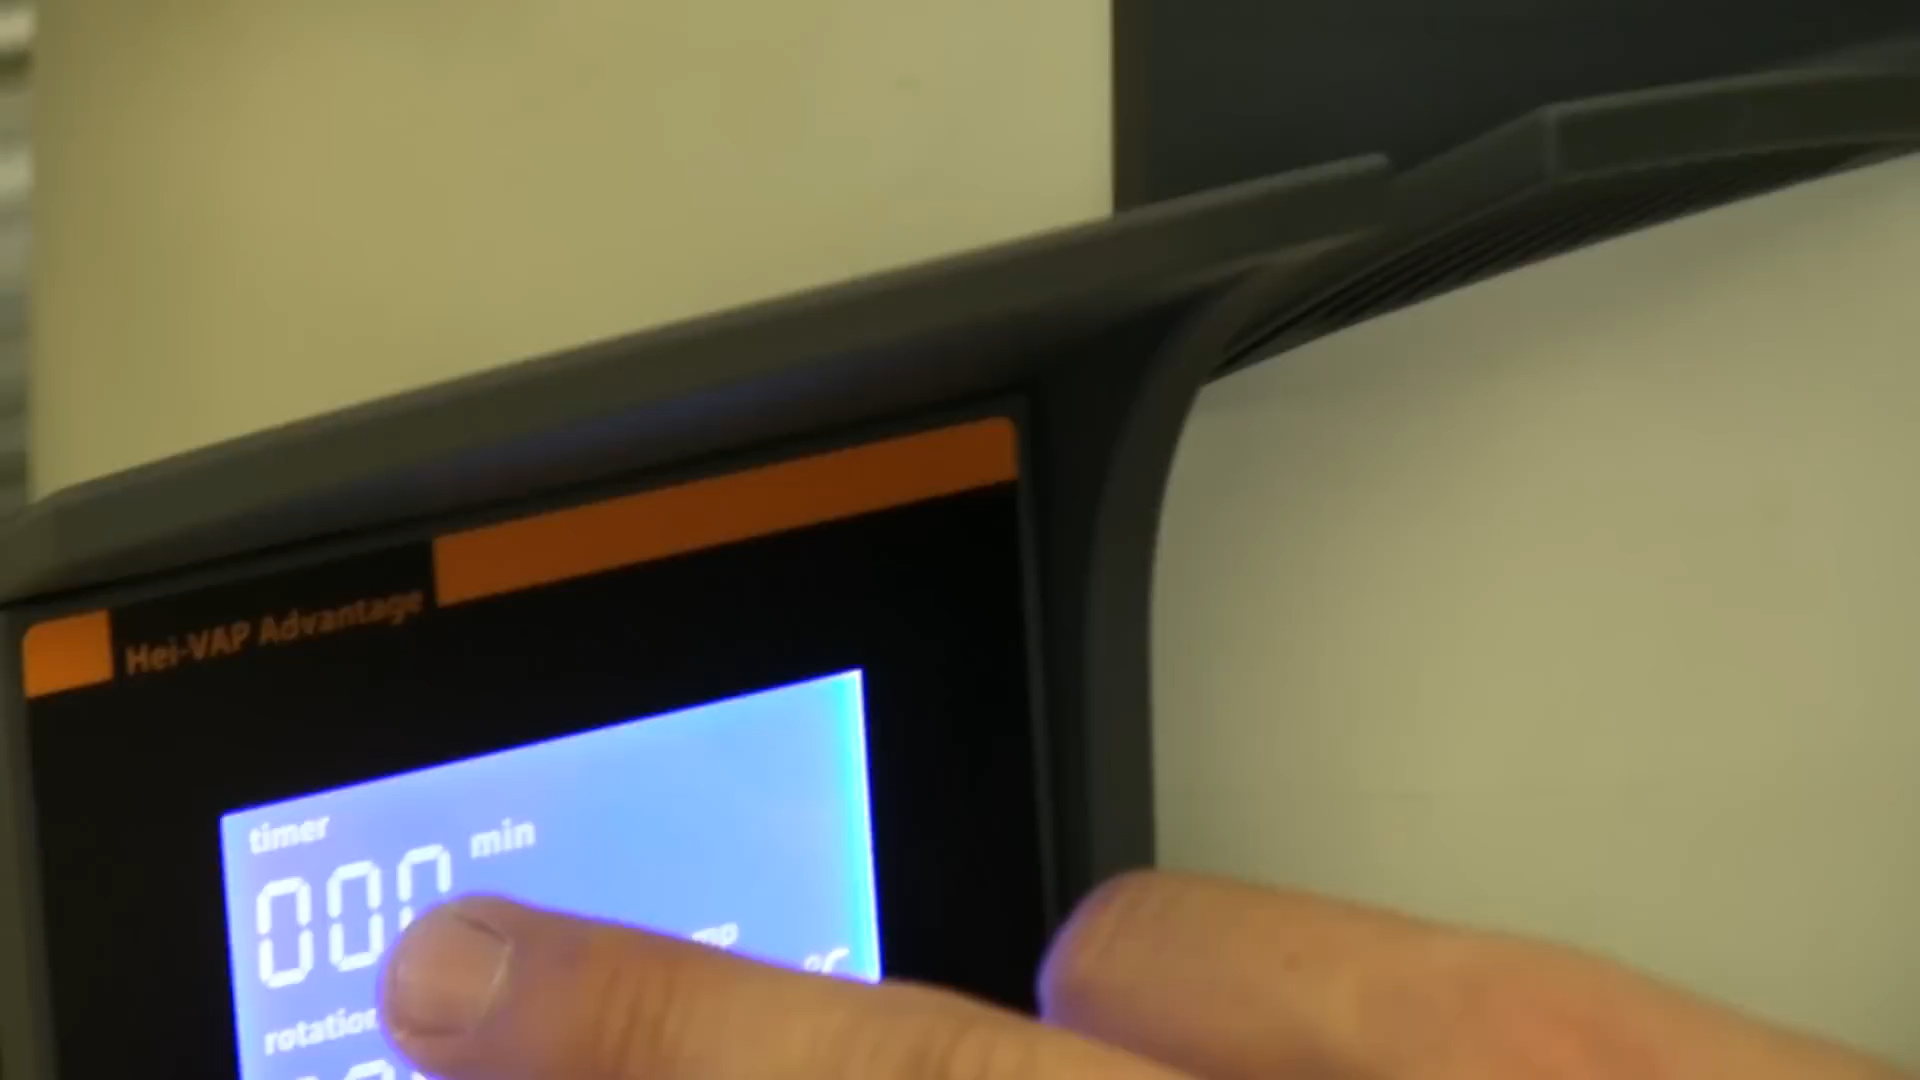 Hei-VAP Advantage
timer
000 min
°C
rotation